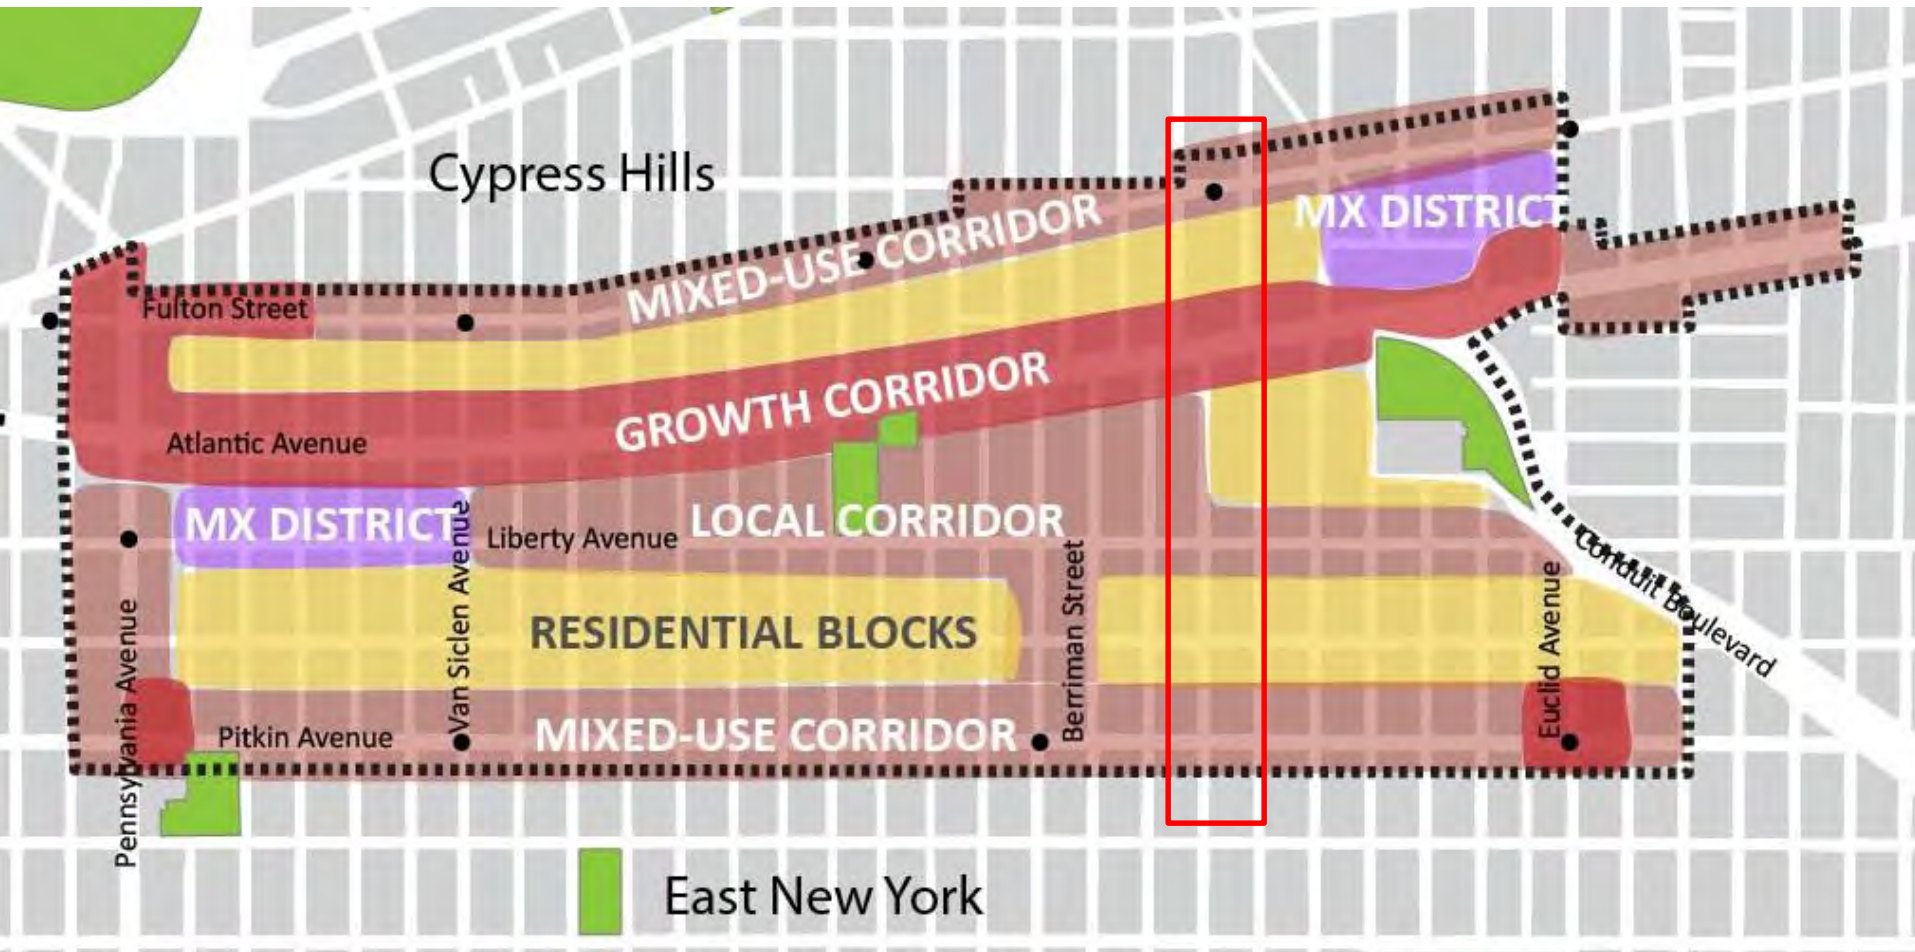 Cypress Hills
MIXED-USE CORRIDOR
MX DISTRICT
Fulton Street
GROWTH CORRIDOR
Atlantic Avenue
MX DISTRICT
Van Siclen Avenue
Liberty Avenue
LOCAL CORRIDOR
Berriman Street
Conduit Boulevard
Euclid Avenue
RESIDENTIAL BLOCKS
Pennsylvania Avenue
Pitkin Avenue
MIXED-USE CORRIDOR
East New York